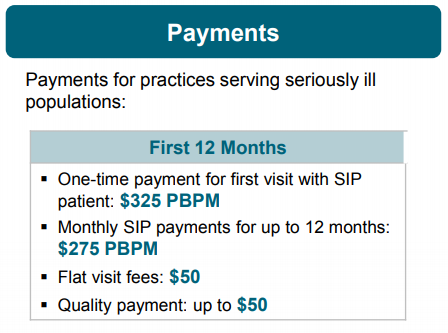 Payments
Payments for practices serving seriously ill
populations:
First 12 Months
▪ One-time payment for first visit with SIP
patient: $325 PBPM
▪ Monthly SIP payments for up to 12 months:
$275 PBPM
▪ Flat visit fees: $50
▪ Quality payment: up to $50